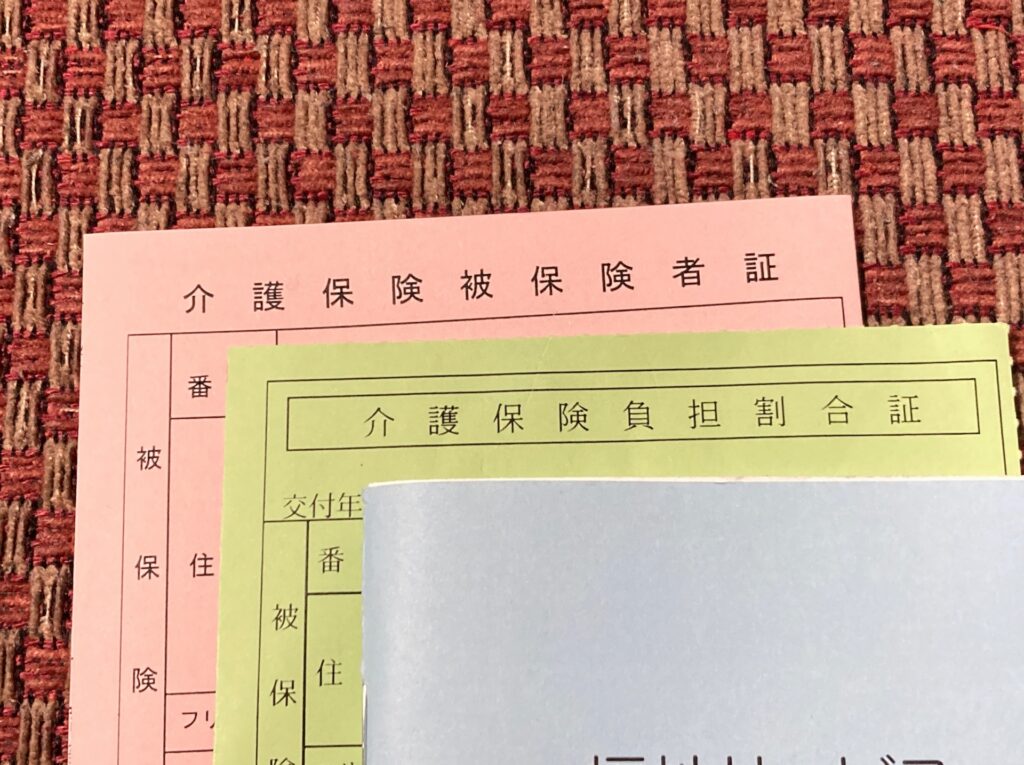 介護保険被保険者証
番
被保険
住
フリ
介護保険負担割合証
交付年
番
被保険
住